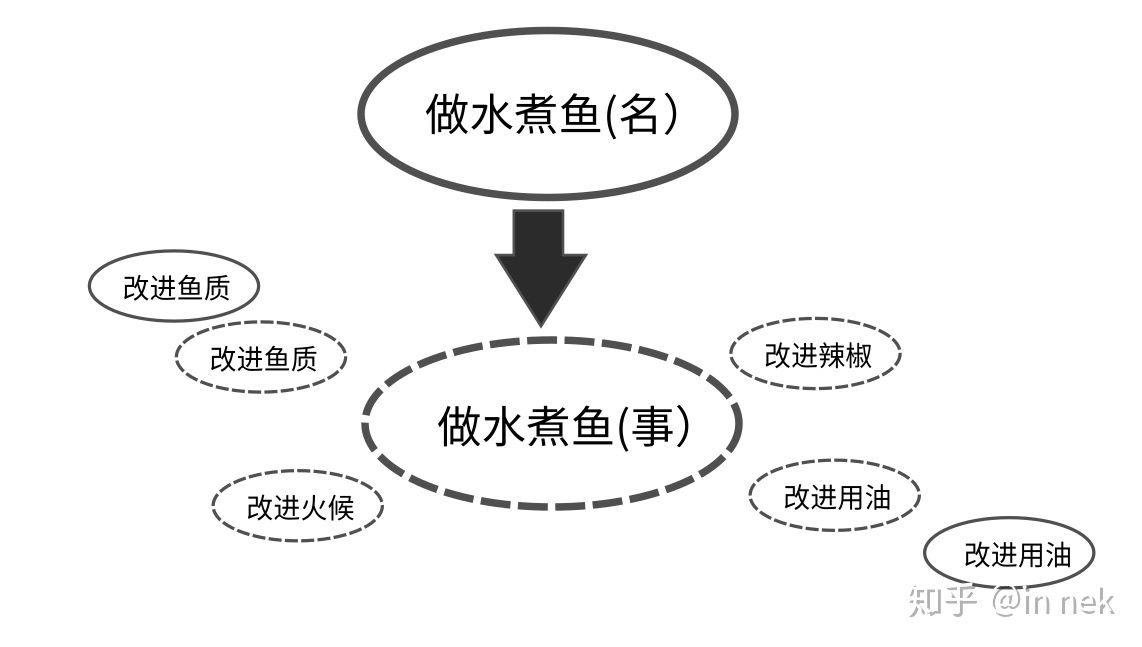 做水煮鱼(名）
改进鱼质
改进鱼质
改进辣椒
做水煮鱼(事）
改进火候
改进用油
改进用油
知乎 @in nek